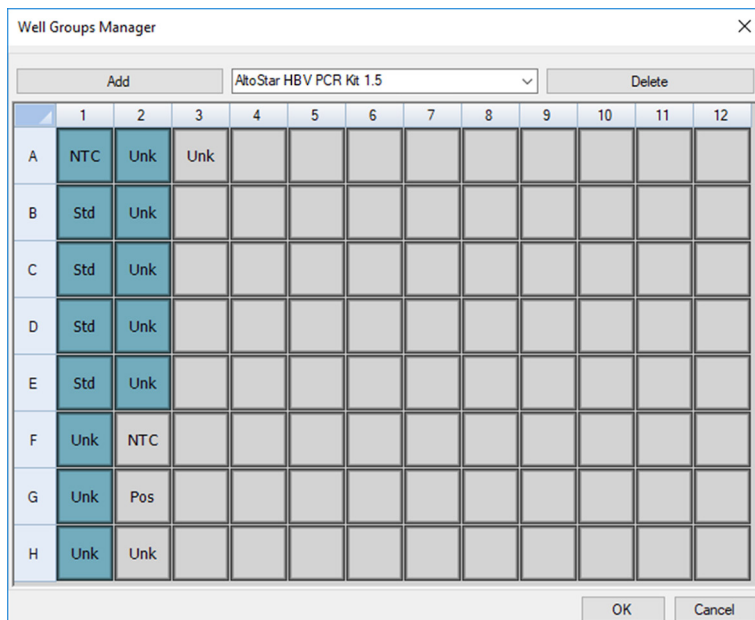 Well Groups Manager
Add AltoStar HBV PCR Kit 1.5 Delete
1 2 3 4 5 6 7 8 9 10 11 12
A NTC Unk Unk
B Std Unk
C Std Unk
D Std Unk
E Std Unk
F Unk NTC
G Unk Pos
H Unk Unk
OK Cancel